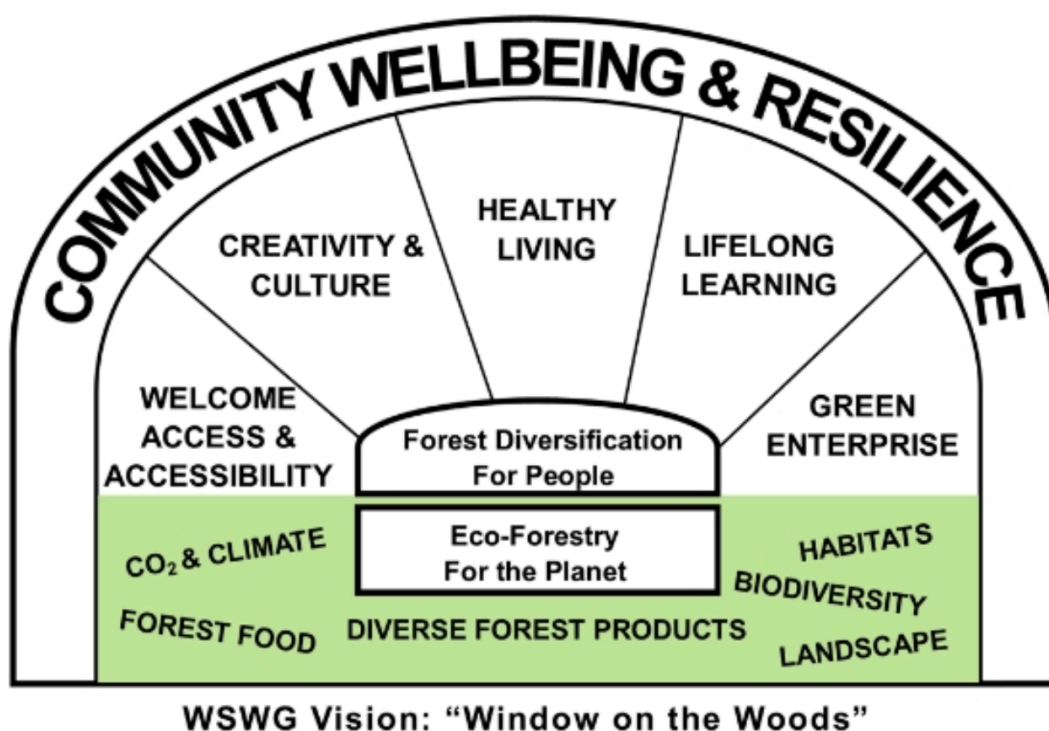 COMMUNITY WELLBEING & RESILIENCE
HEALTHY
LIVING
CREATIVITY &
CULTURE
LIFELONG
LEARNING
WELCOME
ACCESS &
ACCESSIBILITY
GREEN
ENTERPRISE
Forest Diversification
For People
Eco-Forestry
For the Planet
CO₂ & CLIMATE
FOREST FOOD
DIVERSE FOREST PRODUCTS
HABITATS
BIODIVERSITY
LANDSCAPE
WSWG Vision: “Window on the Woods”